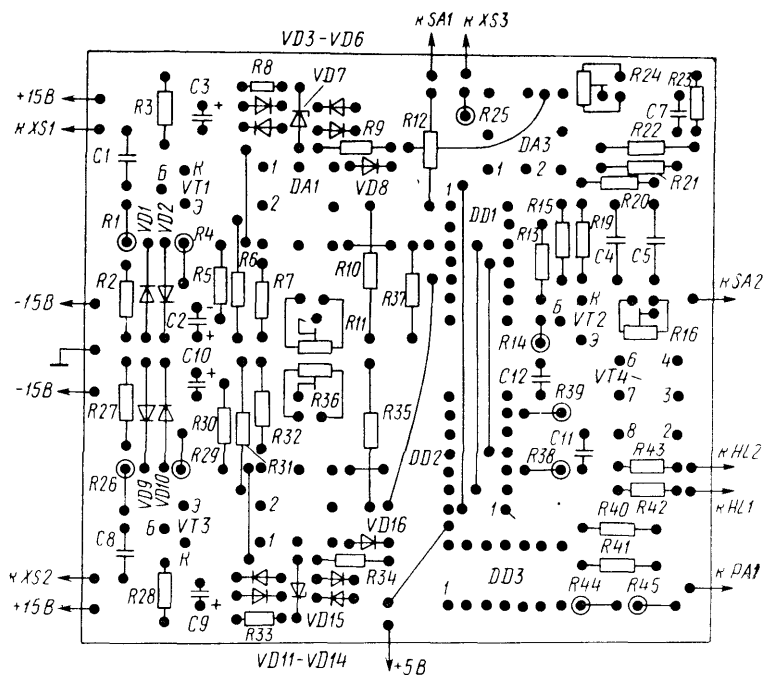 к SA1 к XS3
VD3-VD6
+15В
к XS1
R3
C3
R8
VD7
R9
R12
R25
R24
R23
C7
R22
DA3
C1
К
Б
VT1
Э
1
DA1
2
VD8
1
1
2
R21
R20
R1
VD1
VD2
R4
DD1
R15
R19
R13
C4
C5
R2
R5
R6
R7
R10
R37
-15В
C2
R11
К
Б
VT2
Э
R16
к SA2
C10
R14
-15В
R27
R30
R36
R35
C12
R39
6
4
VT4
7
3
R32
R31
DD2
C11
8
2
R26
VD9
VD10
R29
R38
R43
к HL2
C8
Э
Б
VT3
К
2
1
VD16
1
R42
к HL1
R40
к XS2
+15В
R28
C9
R33
VD15
R34
1
DD3
R41
R44
R45
к PA1
VD11-VD14
+5В